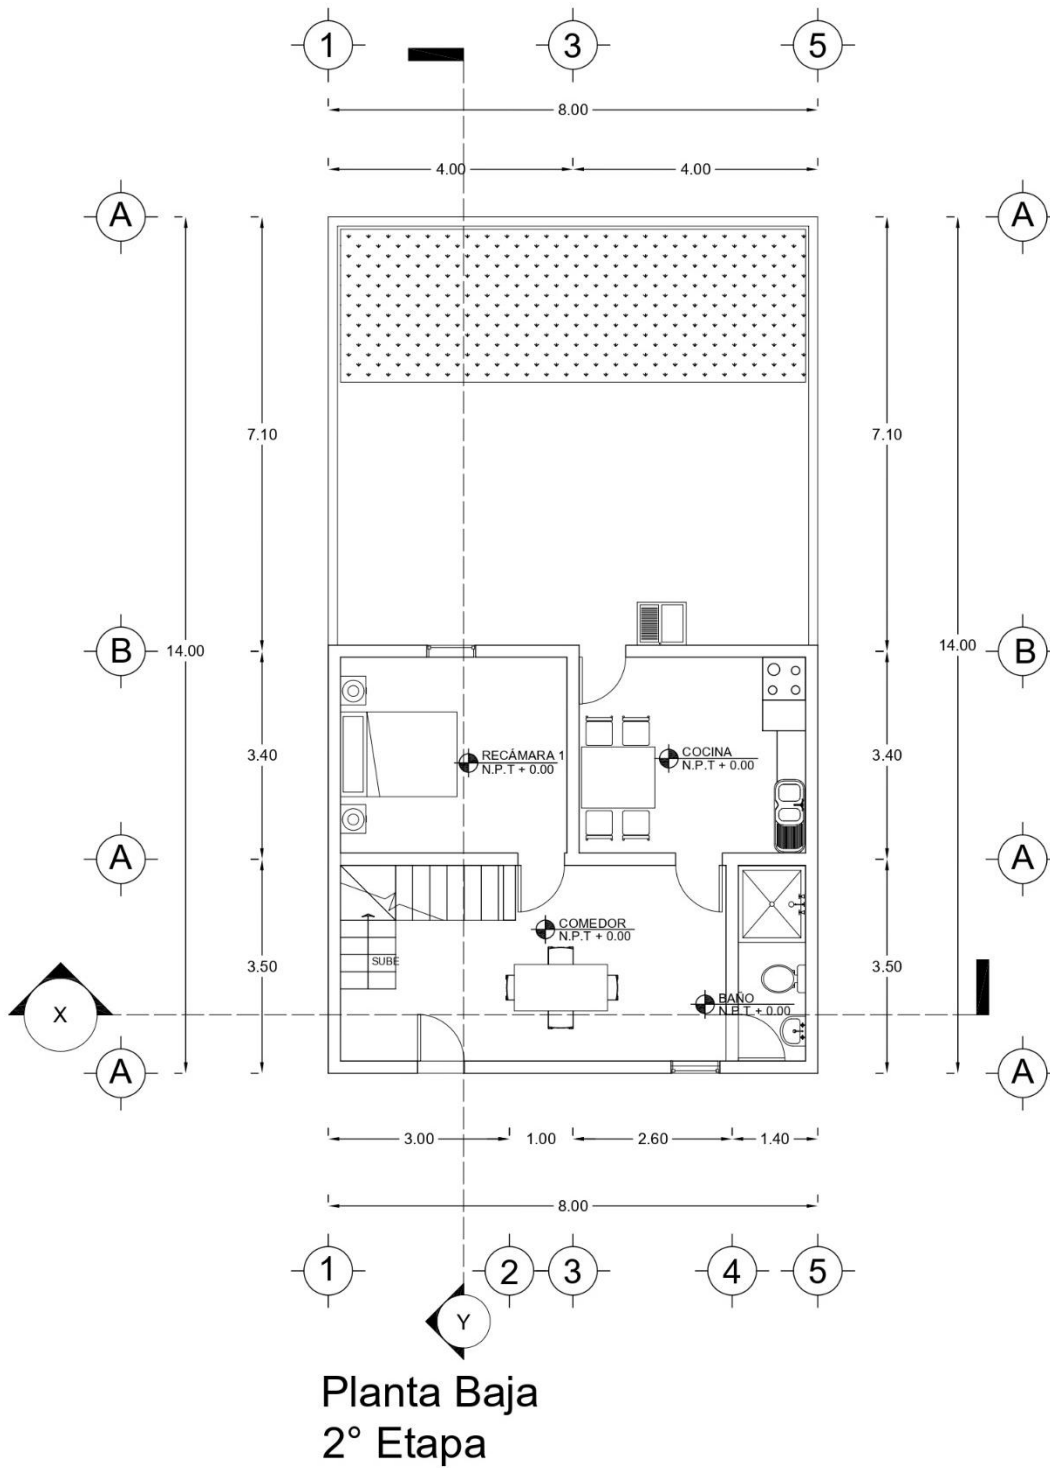 1 3 5
8.00
4.00 4.00
A A
7.10 7.10
B 14.00 14.00 B
RECÁMARA 1
N.P.T + 0.00
COCINA
N.P.T + 0.00
3.40 3.40
A A
COMEDOR
N.P.T + 0.00
SUBE
3.50 3.50
BAÑO
N.P.T + 0.00
X
A A
3.00 1.00 2.60 1.40
8.00
1 2 3 4 5
Y
Planta Baja
2° Etapa